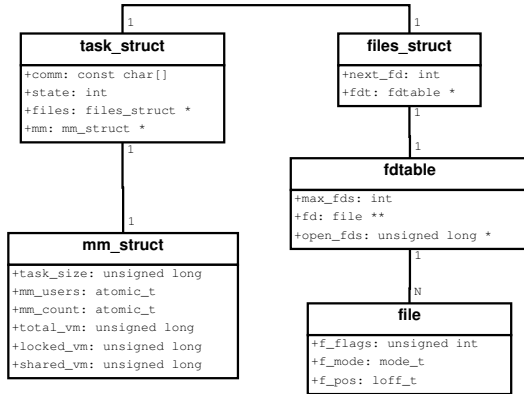 1
1
task_struct
+comm: const char[]
+state: int
+files: files_struct *
+mm: mm_struct *
files_struct
+next_fd: int
+fdt: fdtable *
1
1
1
1
fdtable
+max_fds: int
+fd: file **
+open_fds: unsigned long *
mm_struct
+task_size: unsigned long
+mm_users: atomic_t
+mm_count: atomic_t
+total_vm: unsigned long
+locked_vm: unsigned long
+shared_vm: unsigned long
1
N
file
+f_flags: unsigned int
+f_mode: mode_t
+f_pos: loff_t